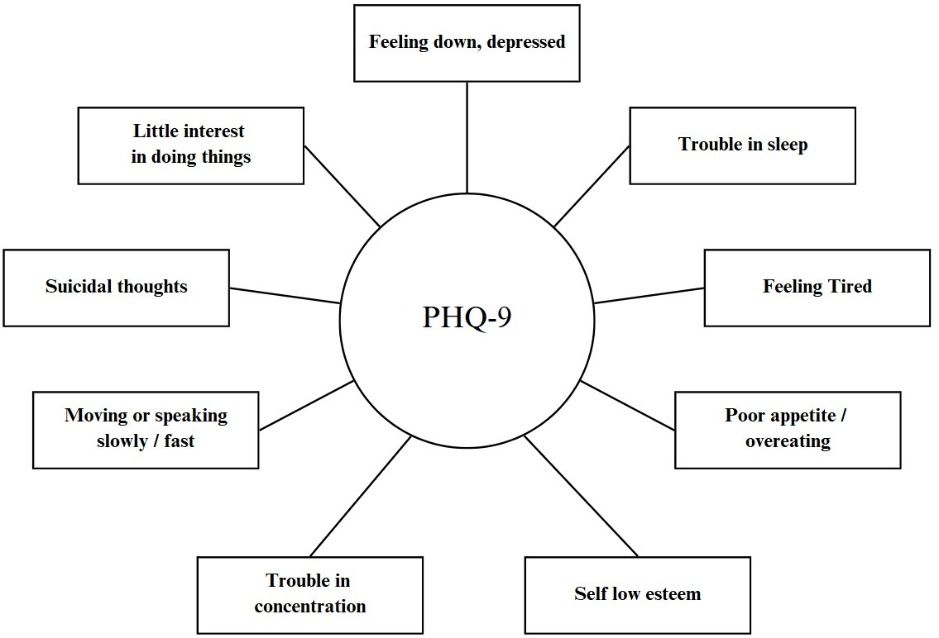 Feeling down, depressed
Little interest
in doing things
Trouble in sleep
Suicidal thoughts
Feeling Tired
PHQ-9
Moving or speaking
slowly / fast
Poor appetite /
overeating
Trouble in
concentration
Self low esteem